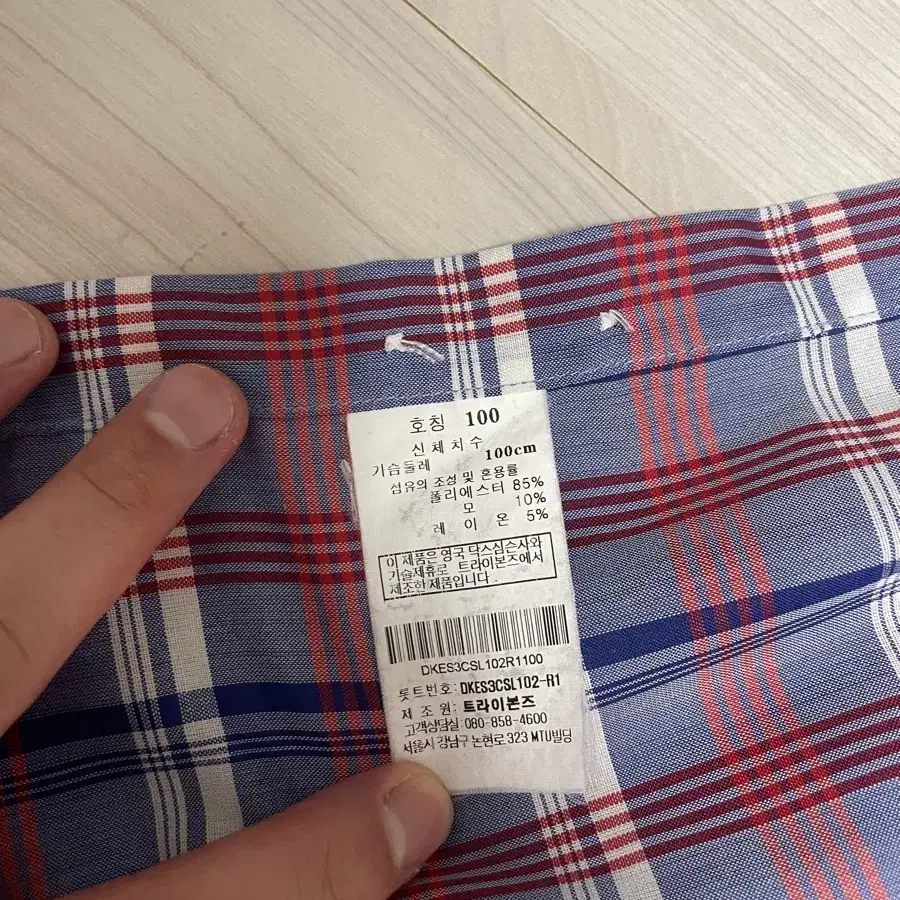 호칭 100
신체치수
가슴둘레 100cm
섬유의 조성 및 혼용률
폴리에스터 85%
모 10%
레이온 5%
이 제품은 영국 닥스심슨사와
기술제휴로 트라이본즈에서
제조한 제품입니다.
DKES3CSL102R1100
롯트번호: DKES3CSL102-R1
제조원: 트라이본즈
고객상담실: 080-858-4600
서울시 강남구 논현로 323 MTU빌딩